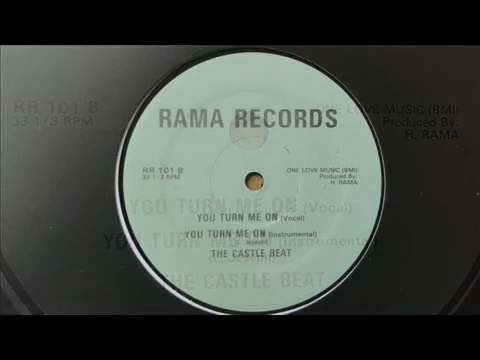 RAMA RECORDS
RR 101 B
33 1/3 RPM
ONE LOVE MUSIC (BMI)
Produced By:
H. RAMA
YOU TURN ME ON (Vocal)
YOU TURN ME ON (Instrumental)
THE CASTLE BEAT
RR 101 B
33 1/3 RPM
ONE LOVE MUSIC (BMI)
Produced By:
H. RAMA
YOU TURN ME ON (Vocal)
YOU TURN ME ON (Instrumental)
THE CASTLE BEAT